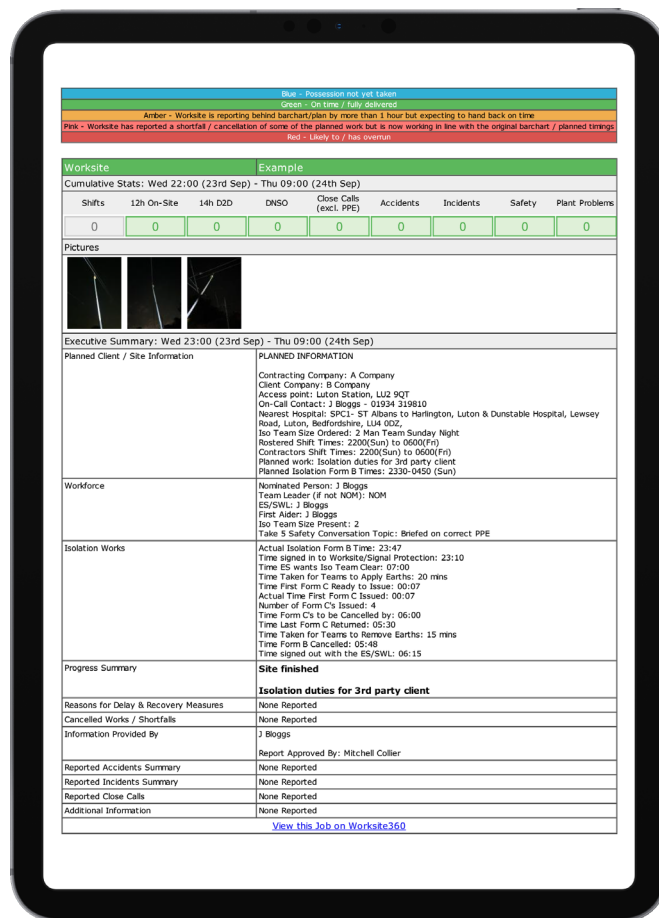 Blue - Possession not yet taken
Green - On time / fully delivered
Amber - Worksite is reporting behind barchart/plan by more than 1 hour but expecting to hand back on time
Pink - Worksite has reported a shortfall / cancellation of some of the planned work but is now working in line with the original barchart / planned timings
Red - Likely to / has overrun
Worksite Example
Cumulative Stats: Wed 22:00 (23rd Sep) - Thu 09:00 (24th Sep)
Shifts 12h On-Site 14h D2D DNSO Close Calls (excl. PPE) Accidents Incidents Safety Plant Problems
0 0 0 0 0 0 0 0 0
Pictures
Executive Summary: Wed 23:00 (23rd Sep) - Thu 09:00 (24th Sep)
Planned Client / Site Information
PLANNED INFORMATION
Contracting Company: A Company
Client Company: B Company
Access point: Luton Station, LU2 9QT
On-Call Contact: J Bloggs - 01934 319810
Nearest Hospital: SPC1- ST Albans to Harlington, Luton & Dunstable Hospital, Lewsey
Road, Luton, Bedfordshire, LU4 0DZ,
Iso Team Size Ordered: 2 Man Team Sunday Night
Rostered Shift Times: 2200(Sun) to 0600(Fri)
Contractors Shift Times: 2200(Sun) to 0600(Fri)
Planned work: Isolation duties for 3rd party client
Planned Isolation Form B Times: 2330-0450 (Sun)
Workforce
Nominated Person: J Bloggs
Team Leader (if not NOM): NOM
ES/SWL: J Bloggs
First Aider: J Bloggs
Iso Team Size Present: 2
Take 5 Safety Conversation Topic: Briefed on correct PPE
Isolation Works
Actual Isolation Form B Time: 23:47
Time signed in to Worksite/Signal Protection: 23:10
Time ES wants Iso Team Clear: 07:00
Time Taken for Teams to Apply Earths: 20 mins
Time First Form C Ready to Issue: 00:07
Actual Time First Form C Issued: 00:07
Number of Form C's Issued: 4
Time Form C's to be Cancelled by: 06:00
Time Last Form C Returned: 05:30
Time Taken for Teams to Remove Earths: 15 mins
Time Form B Cancelled: 05:48
Time signed out with the ES/SWL: 06:15
Progress Summary
Site finished
Isolation duties for 3rd party client
Reasons for Delay & Recovery Measures None Reported
Cancelled Works / Shortfalls None Reported
Information Provided By
J Bloggs
Report Approved By: Mitchell Collier
Reported Accidents Summary None Reported
Reported Incidents Summary None Reported
Reported Close Calls None Reported
Additional Information None Reported
View this Job on Worksite360